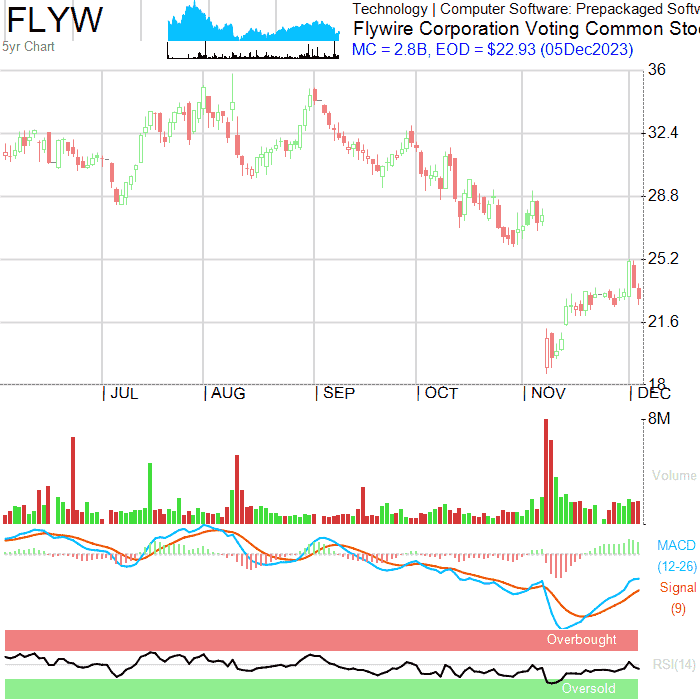 FLYW
5yr Chart
Technology | Computer Software: Prepackaged Softw
Flywire Corporation Voting Common Sto
MC = 2.8B, EOD = $22.93 (05Dec2023)
36
32.4
28.8
25.2
21.6
18
JUL AUG SEP OCT NOV DEC
8M
Volume
MACD
(12-26)
Signal
(9)
Overbought
RSI(14)
Oversold